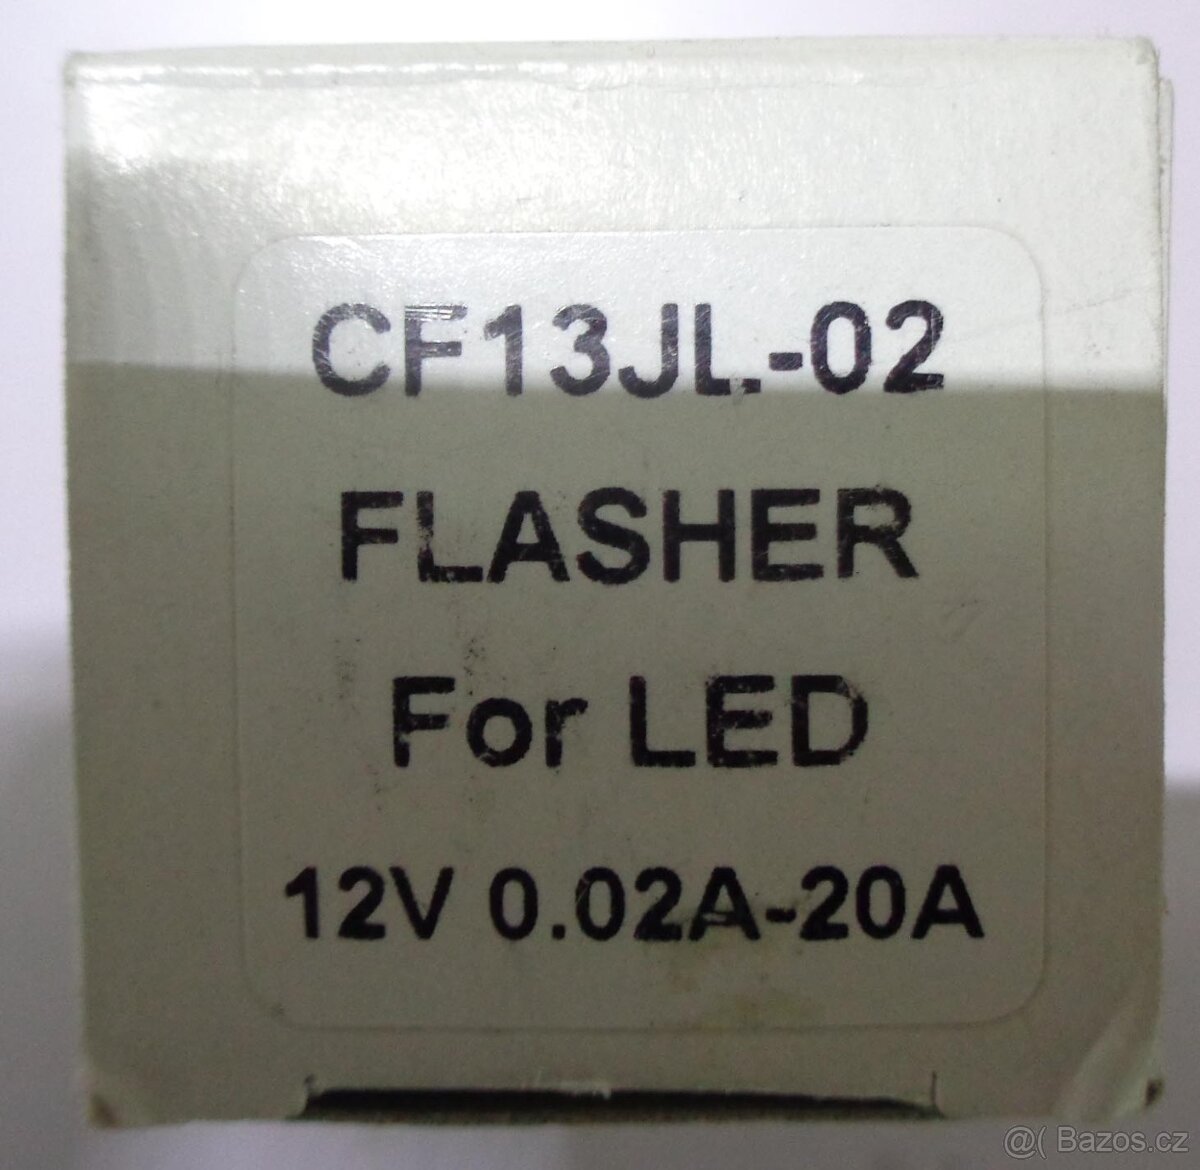 CF13JL-02
FLASHER
For LED
12V 0.02A-20A
@( Bazos.cz